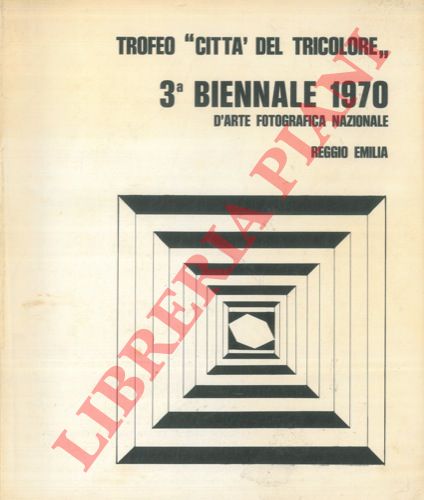 TROFEO "CITTA' DEL TRICOLORE„
3ª BIENNALE 1970
D'ARTE FOTOGRAFICA NAZIONALE
REGGIO EMILIA
LIBRERIA PIANI